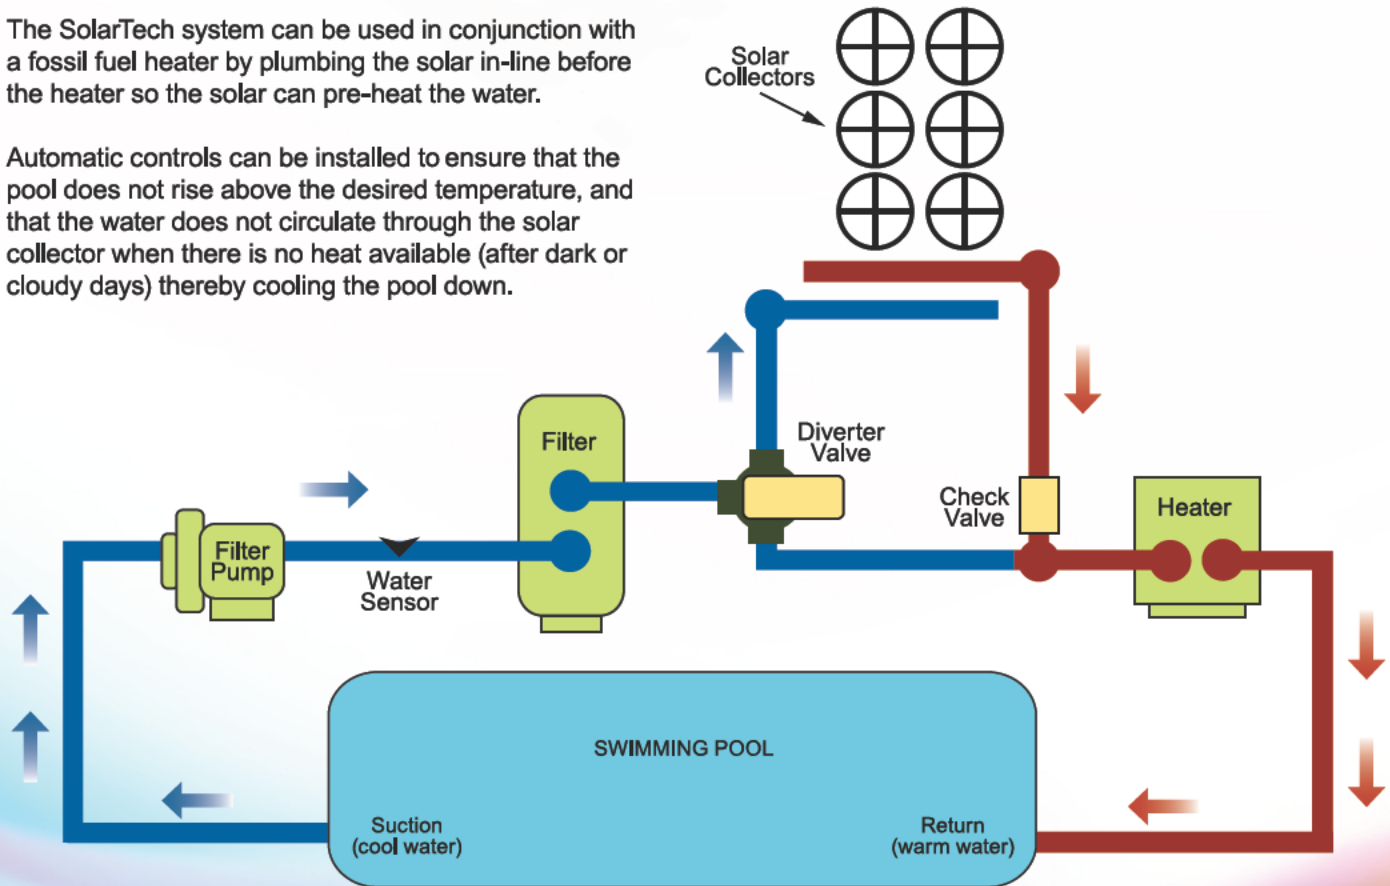 The SolarTech system can be used in conjunction with
a fossil fuel heater by plumbing the solar in-line before
the heater so the solar can pre-heat the water.
Automatic controls can be installed to ensure that the
pool does not rise above the desired temperature, and
that the water does not circulate through the solar
collector when there is no heat available (after dark or
cloudy days) thereby cooling the pool down.
Solar
Collectors
Filter
Diverter
Valve
Check
Valve
Heater
Filter
Pump
Water
Sensor
SWIMMING POOL
Suction
(cool water)
Return
(warm water)